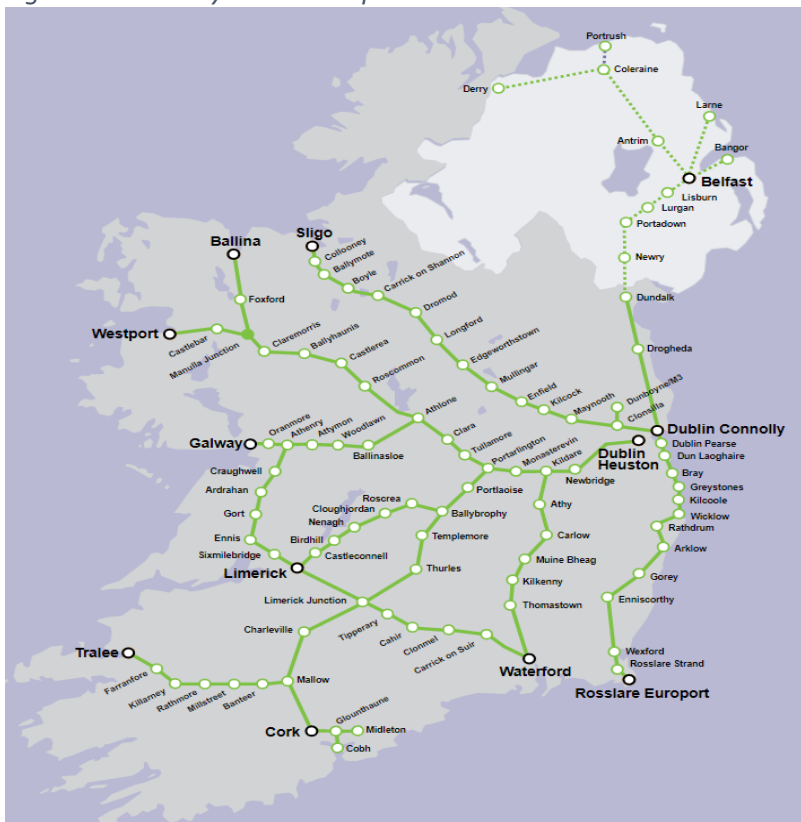 Portrush
Coleraine
Derry
Larne
Antrim
Bangor
Belfast
Lisburn
Lurgan
Portadown
Newry
Dundalk
Sligo
Collooney
Ballymote
Boyle
Carrick on Shannon
Ballina
Foxford
Dromod
Westport
Castlebar
Manulla Junction
Claremorris
Ballyhaunis
Castlerea
Roscommon
Longford
Edgeworthstown
Mullingar
Enfield
Kilcock
Maynooth
Dunboyne/M3
Clonsilla
Drogheda
Dublin Connolly
Dublin
Heuston
Dublin Pearse
Dun Laoghaire
Bray
Greystones
Kilcoole
Wicklow
Rathdrum
Arklow
Gorey
Enniscorthy
Wexford
Rosslare Strand
Rosslare Europort
Galway
Oranmore
Athenry
Attymon
Woodlawn
Ballinasloe
Athlone
Clara
Tullamore
Portarlington
Monasterevin
Kildare
Newbridge
Craughwell
Ardrahan
Gort
Ennis
Sixmilebridge
Limerick
Portlaoise
Ballybrophy
Roscrea
Cloughjordan
Nenagh
Birdhill
Castleconnell
Templemore
Thurles
Athy
Carlow
Muine Bheag
Kilkenny
Thomastown
Limerick Junction
Tipperary
Cahir
Clonmel
Carrick on Suir
Waterford
Charleville
Tralee
Farranfore
Killarney
Rathmore
Millstreet
Banteer
Mallow
Cork
Glounthaune
Midleton
Cobh